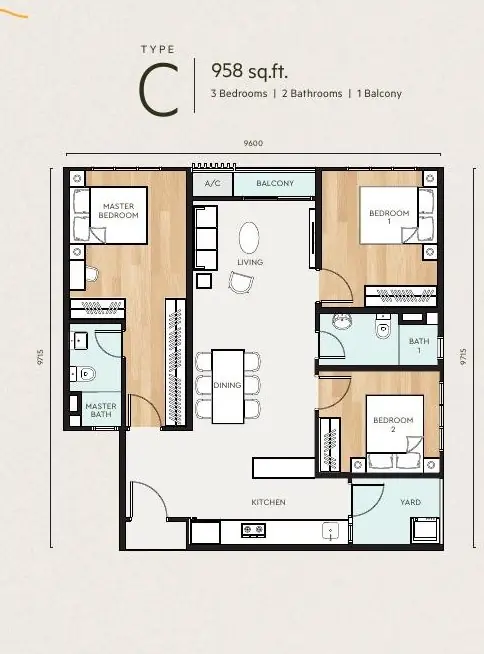 TYPE
C
958 sq.ft.
3 Bedrooms | 2 Bathrooms | 1 Balcony
9600
A/C
BALCONY
MASTER
BEDROOM
BEDROOM
1
LIVING
9715
9715
BATH
1
DINING
MASTER
BATH
BEDROOM
2
KITCHEN
YARD